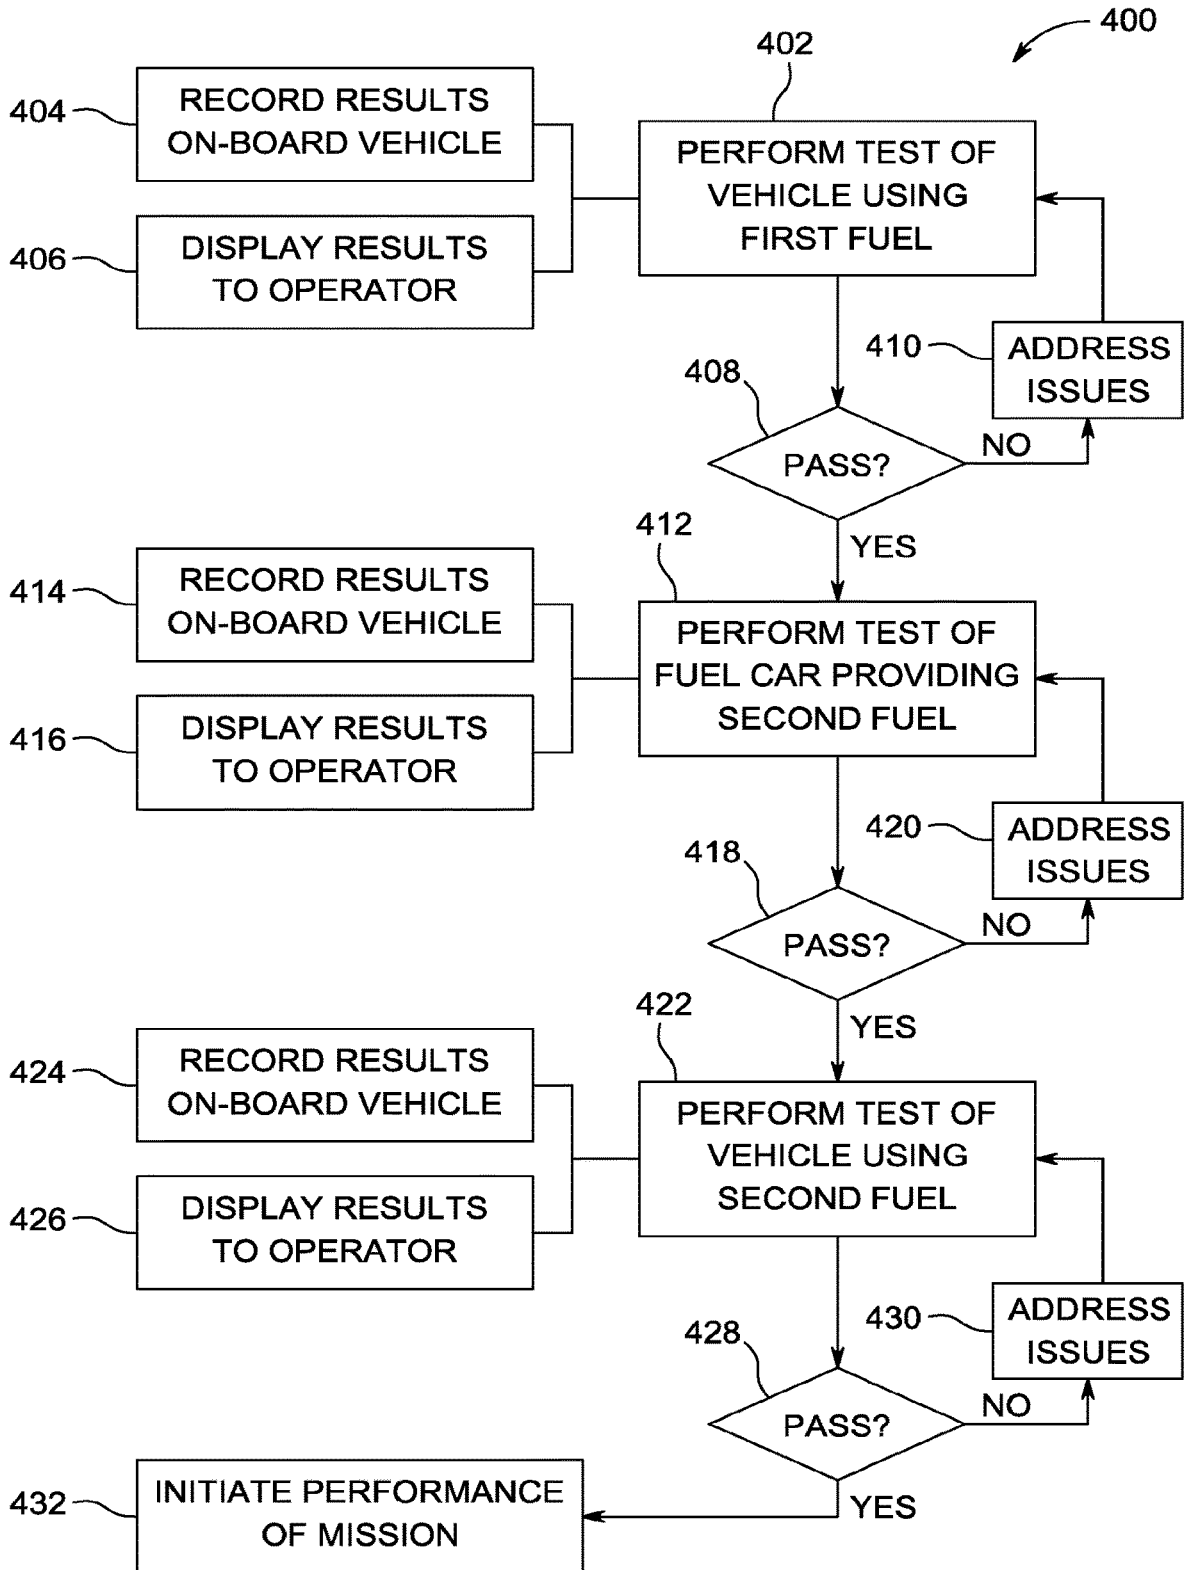 400
402
404
RECORD RESULTS
ON-BOARD VEHICLE
PERFORM TEST OF
VEHICLE USING
FIRST FUEL
406
DISPLAY RESULTS
TO OPERATOR
410
ADDRESS
ISSUES
408
PASS?
NO
YES
412
414
RECORD RESULTS
ON-BOARD VEHICLE
PERFORM TEST OF
FUEL CAR PROVIDING
SECOND FUEL
416
DISPLAY RESULTS
TO OPERATOR
420
ADDRESS
ISSUES
418
PASS?
NO
YES
422
424
RECORD RESULTS
ON-BOARD VEHICLE
PERFORM TEST OF
VEHICLE USING
SECOND FUEL
426
DISPLAY RESULTS
TO OPERATOR
430
ADDRESS
ISSUES
428
PASS?
NO
YES
432
INITIATE PERFORMANCE
OF MISSION